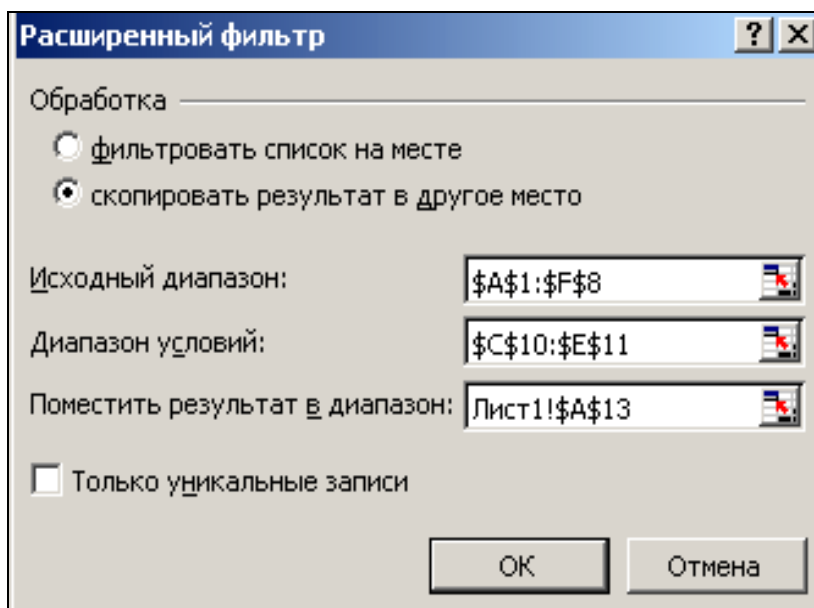 Расширенный фильтр
Обработка
фильтровать список на месте
скопировать результат в другое место
Исходный диапазон: $A$1:$F$8
Диапазон условий: $C$10:$E$11
Поместить результат в диапазон: Лист1!$A$13
Только уникальные записи
ОК Отмена